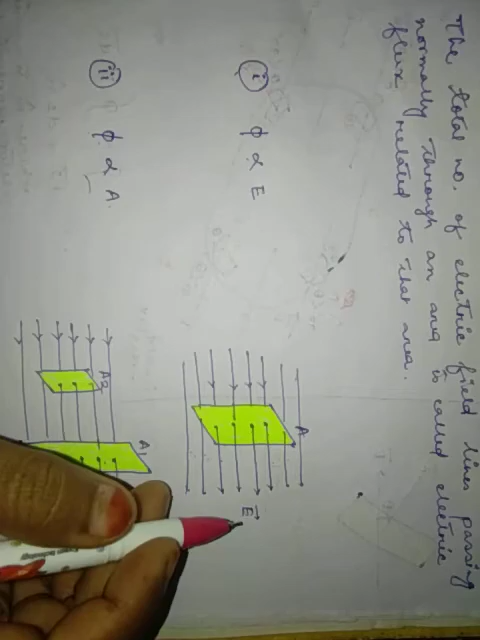 The total no. of electric field lines passing
normally through an area is called electric
flux related to that area.
(i) ϕ α E
A
E⃗
(ii) ϕ α A.
A2
A1